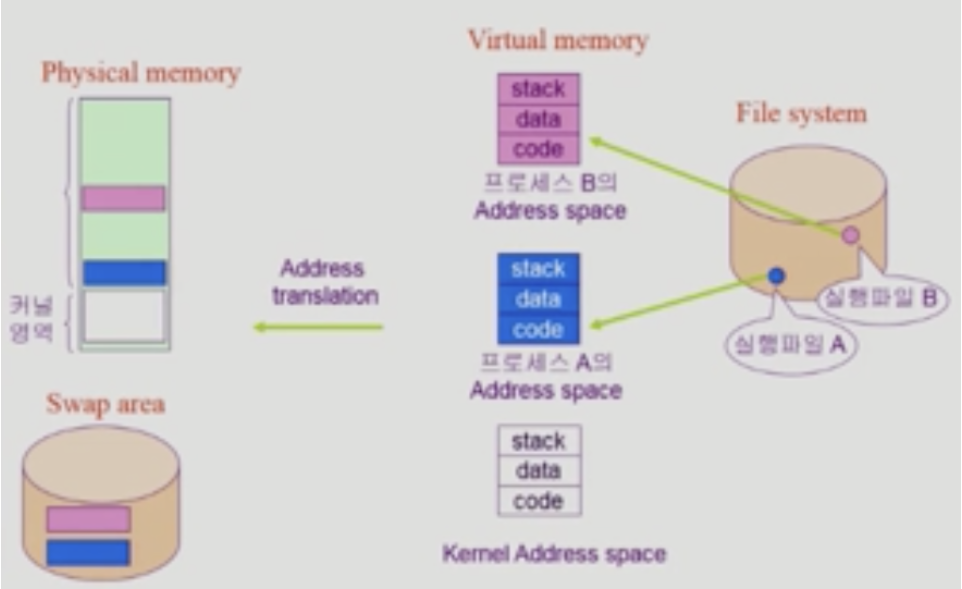 Virtual memory
Physical memory
stack
data
code
프로세스 B의
Address space
File system
실행파일 B
실행파일 A
Address
translation
stack
data
code
프로세스 A의
Address space
커널
영역
Swap area
stack
data
code
Kernel Address space